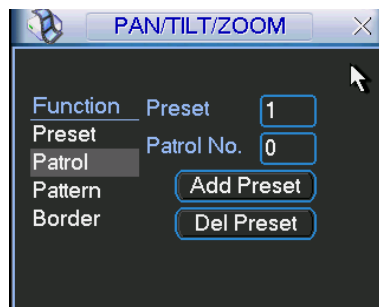 PAN/TILT/ZOOM
Function
Preset
Patrol
Pattern
Border
Preset 1
Patrol No. 0
Add Preset
Del Preset